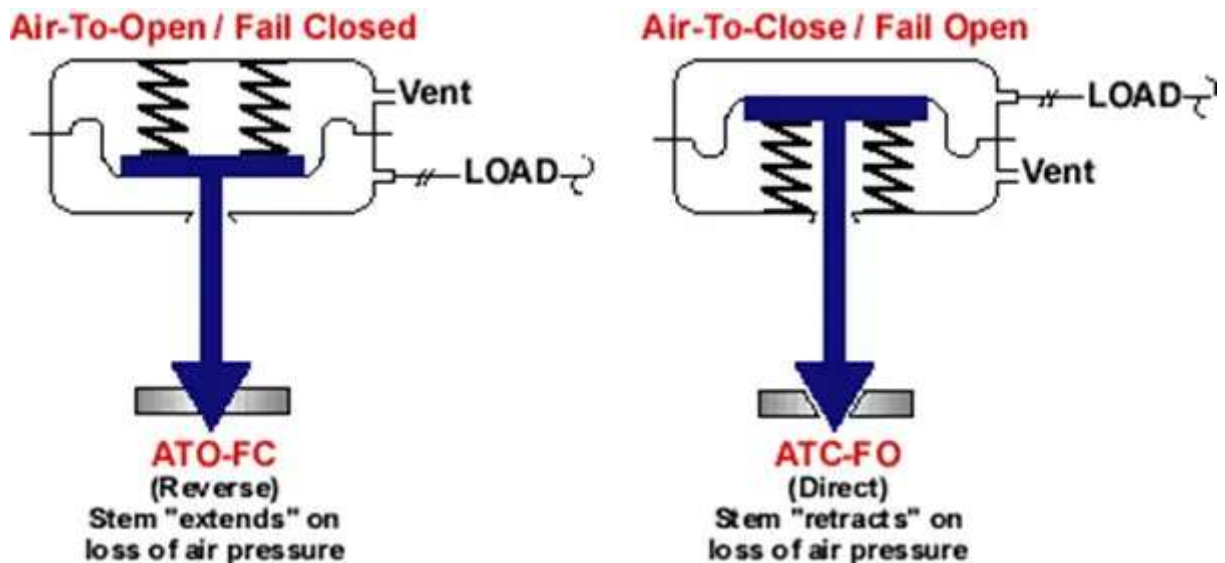 Air-To-Open / Fail Closed
Vent
LOAD
ATO-FC
(Reverse)
Stem "extends" on
loss of air pressure
Air-To-Close / Fail Open
LOAD
Vent
ATC-FO
(Direct)
Stem "retracts" on
loss of air pressure